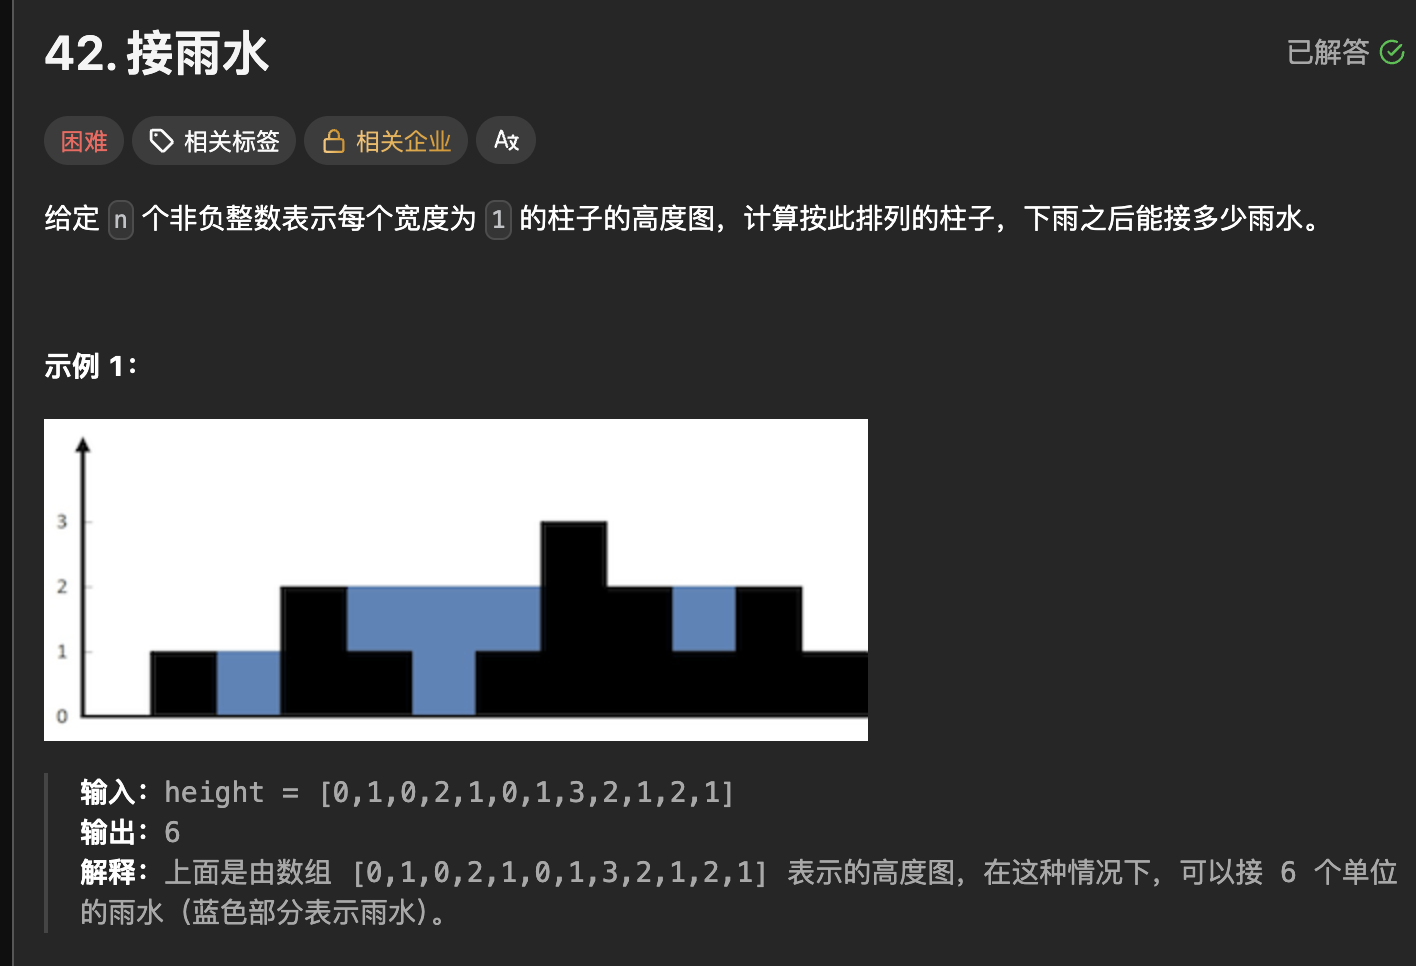 42. 接雨水
已解答
困难
相关标签
相关企业
给定 n 个非负整数表示每个宽度为 1 的柱子的高度图，计算按此排列的柱子，下雨之后能接多少雨水。
示例 1：
3
2
1
0
输入：height = [0,1,0,2,1,0,1,3,2,1,2,1]
输出：6
解释：上面是由数组 [0,1,0,2,1,0,1,3,2,1,2,1] 表示的高度图，在这种情况下，可以接 6 个单位
的雨水（蓝色部分表示雨水）。